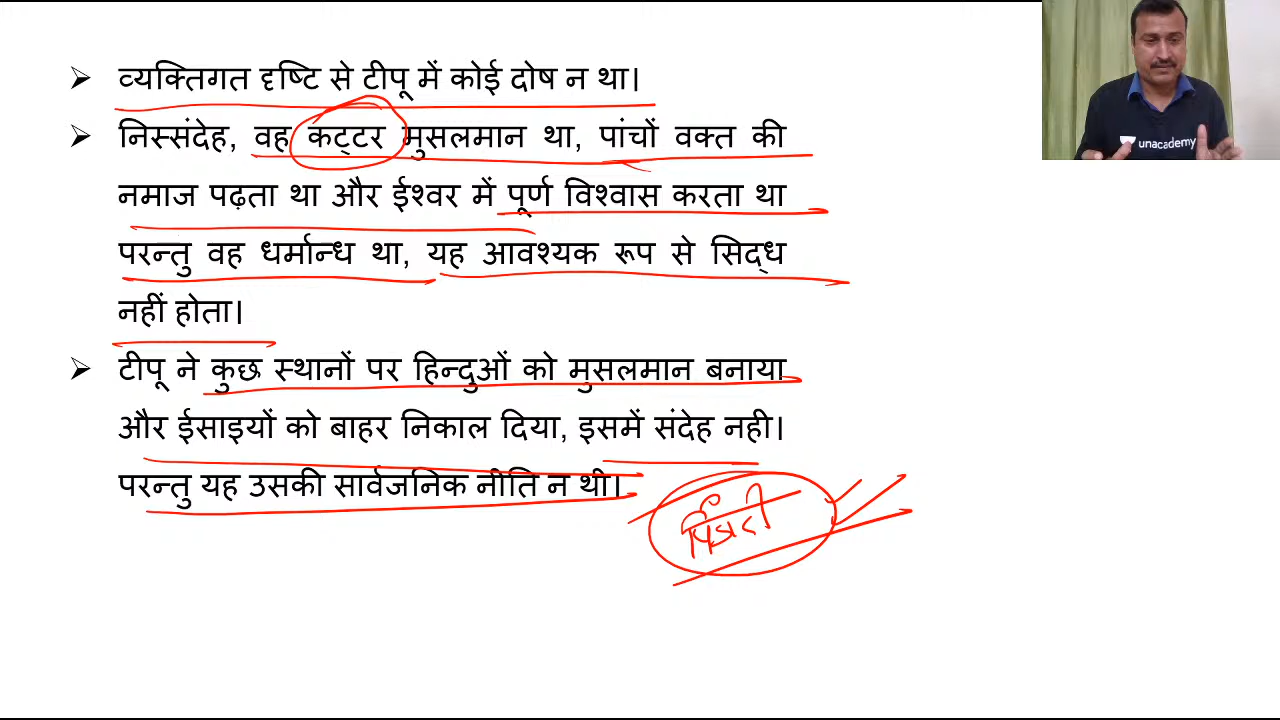 व्यक्तिगत दृष्टि से टीपू में कोई दोष न था।
निस्संदेह, वह कट्टर मुसलमान था, पांचों वक्त की
नमाज पढ़ता था और ईश्वर में पूर्ण विश्वास करता था
परन्तु वह धर्मान्ध था, यह आवश्यक रूप से सिद्ध
नहीं होता।
टीपू ने कुछ स्थानों पर हिन्दुओं को मुसलमान बनाया
और ईसाइयों को बाहर निकाल दिया, इसमें संदेह नही।
परन्तु यह उसकी सार्वजनिक नीति न थी।
unacademy